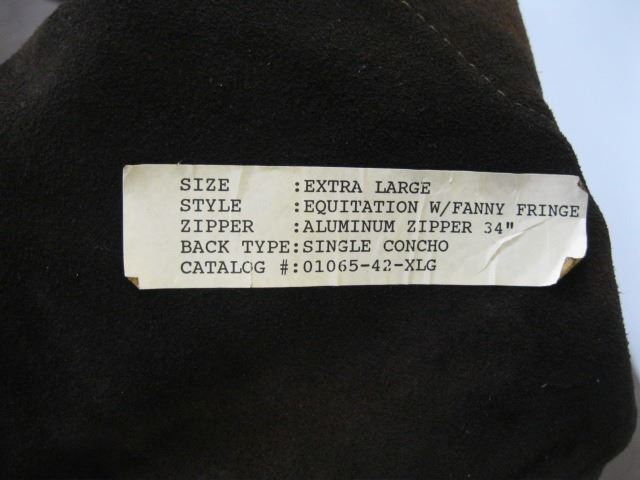 SIZE :EXTRA LARGE
STYLE :EQUITATION W/FANNY FRINGE
ZIPPER :ALUMINUM ZIPPER 34"
BACK TYPE:SINGLE CONCHO
CATALOG #:01065-42-XLG